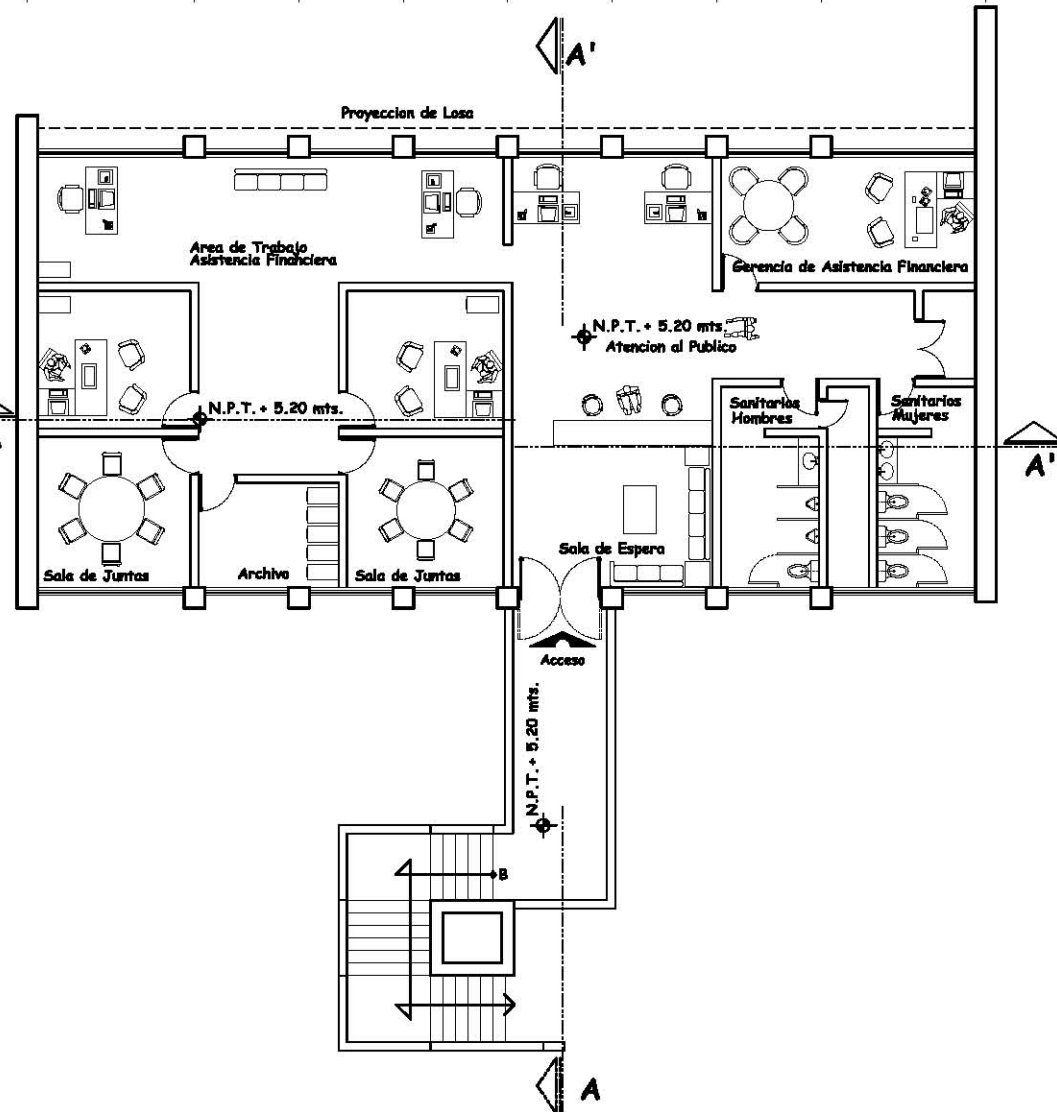 A'
Proyeccion de Losa
Area de Trabajo
Asistencia Financiera
Gerencia de Asistencia Financiera
N.P.T. + 5.20 mts.
Atencion al Publico
N.P.T. + 5.20 mts.
Sanitarios
Hombres
Sanitarios
Mujeres
A'
Sala de Juntas
Archivo
Sala de Juntas
Sala de Espera
Acceso
N.P.T. + 5.20 mts.
B
A